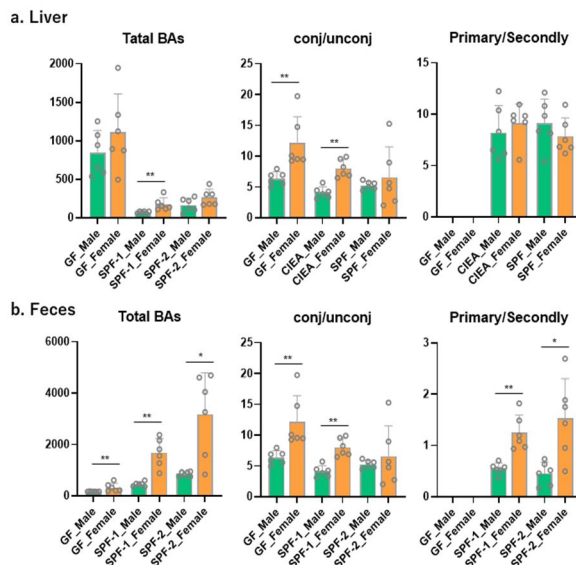 a. Liver
Tatal BAs
conj/unconj
Primary/Secondly
2000
1500
1000
500
0
GF_Male
GF_Female
SPF-1_Male
SPF-1_Female
SPF-2_Male
SPF-2_Female
**
25
20
15
10
5
0
GF_Male
GF_Female
CIEA_Male
CIEA_Female
SPF_Male
SPF_Female
**
**
15
10
5
0
GF_Male
GF_Female
CIEA_Male
CIEA_Female
SPF_Male
SPF_Female
b. Feces
Total BAs
conj/unconj
Primary/Secondly
6000
4000
2000
0
GF_Male
GF_Female
SPF-1_Male
SPF-1_Female
SPF-2_Male
SPF-2_Female
**
**
*
25
20
15
10
5
0
GF_Male
GF_Female
SPF-1_Male
SPF-1_Female
SPF-2_Male
SPF-2_Female
**
**
3
2
1
0
GF_Male
GF_Female
SPF-1_Male
SPF-1_Female
SPF-2_Male
SPF-2_Female
**
*